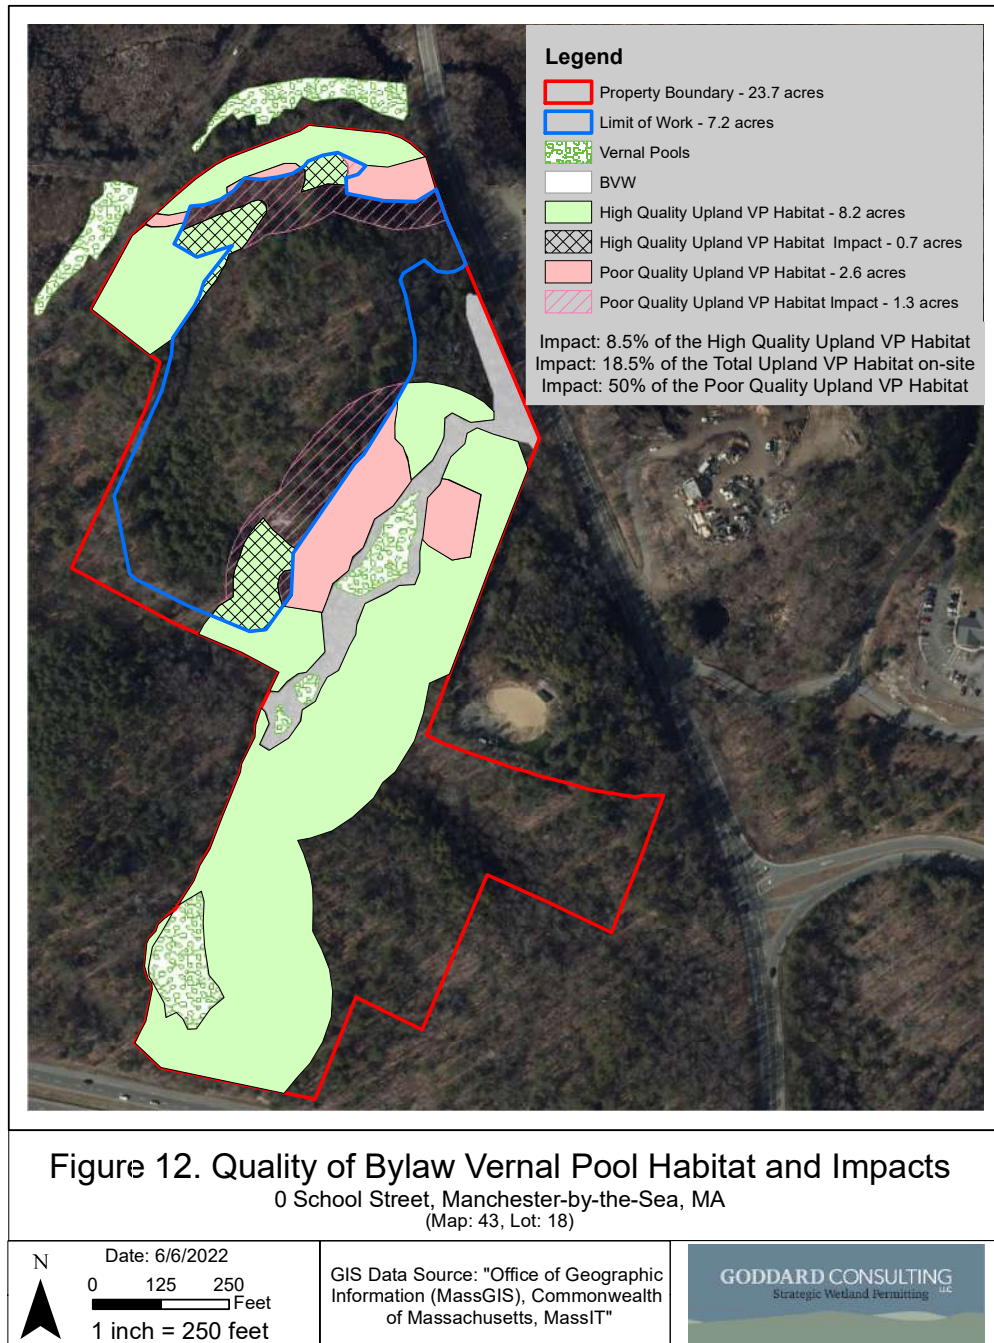 Legend
Property Boundary - 23.7 acres
Limit of Work - 7.2 acres
Vernal Pools
BVW
High Quality Upland VP Habitat - 8.2 acres
High Quality Upland VP Habitat Impact - 0.7 acres
Poor Quality Upland VP Habitat - 2.6 acres
Poor Quality Upland VP Habitat Impact - 1.3 acres
Impact: 8.5% of the High Quality Upland VP Habitat
Impact: 18.5% of the Total Upland VP Habitat on-site
Impact: 50% of the Poor Quality Upland VP Habitat
Figure 12. Quality of Bylaw Vernal Pool Habitat and Impacts
0 School Street, Manchester-by-the-Sea, MA
(Map: 43, Lot: 18)
N
Date: 6/6/2022
0 125 250
Feet
1 inch = 250 feet
GIS Data Source: "Office of Geographic
Information (MassGIS), Commonwealth
of Massachusetts, MassIT"
GODDARD CONSULTING
LLC
Strategic Wetland Permitting